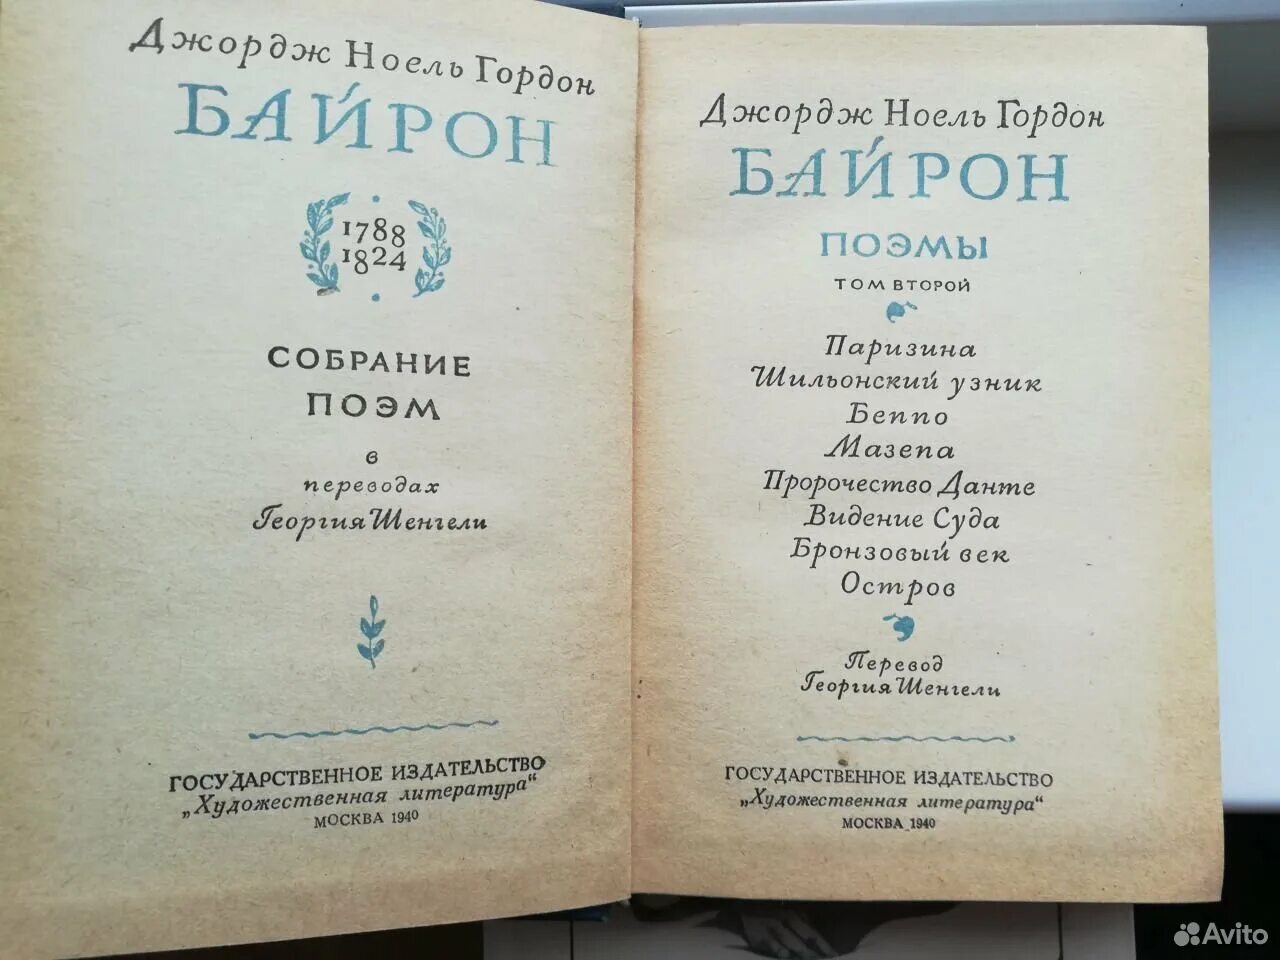 Джордж Ноель Гордон
БАЙРОН
1788
1824
СОБРАНИЕ
ПОЭМ
в
переводах
Георгия Шенгели
ГОСУДАРСТВЕННОЕ ИЗДАТЕЛЬСТВО
„Художественная литература“
МОСКВА 1940
Джордж Ноель Гордон
БАЙРОН
ПОЭМЫ
ТОМ ВТОРОЙ
Паризина
Шильонский узник
Беппо
Мазепа
Пророчество Данте
Видение Суда
Бронзовый век
Остров
Перевод
Георгия Шенгели
ГОСУДАРСТВЕННОЕ ИЗДАТЕЛЬСТВО
„Художественная литература“
МОСКВА 1940
Avito